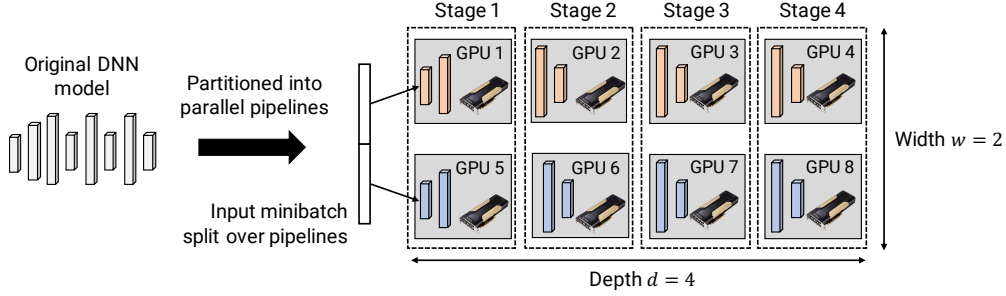 Stage 1
Stage 2
Stage 3
Stage 4
Original DNN
model
Partitioned into
parallel pipelines
GPU 1
GPU 2
GPU 3
GPU 4
Width w = 2
Input minibatch
split over pipelines
GPU 5
GPU 6
GPU 7
GPU 8
Depth d = 4